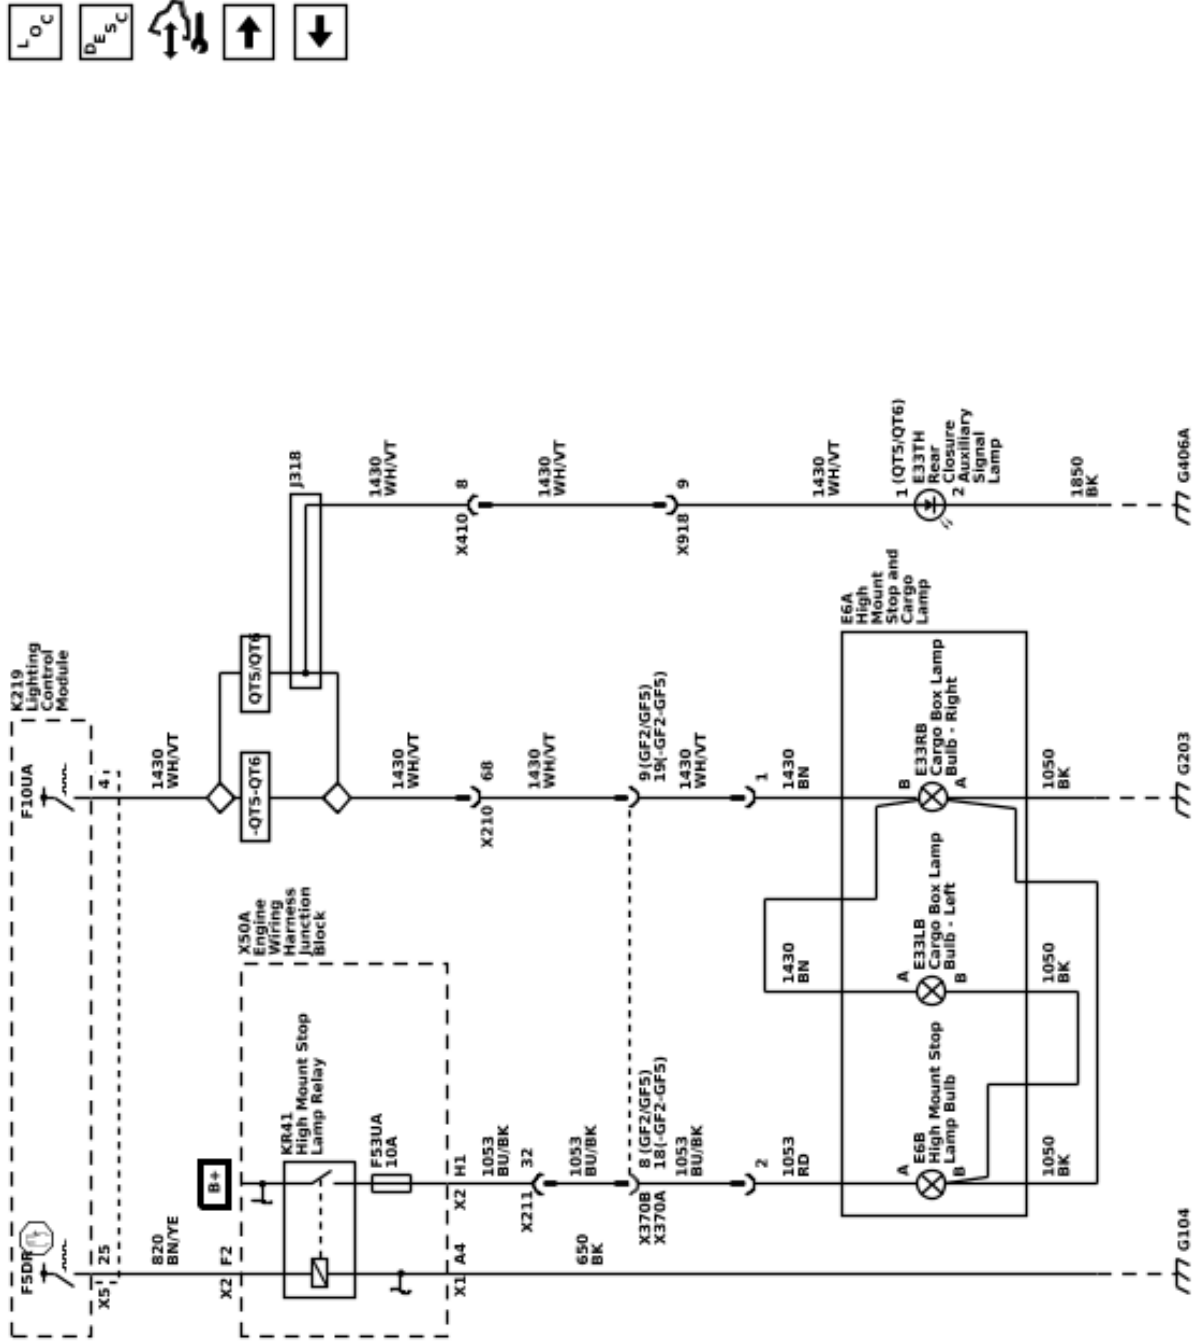 LOC
DESC
K219
Lighting
Control
Module
F5DR
F10UA
X5
25
4
820
BN/YE
1430
WH/VT
-QT5-QT6
QT5/QT6
J318
B+
X50A
Engine
Wiring
Harness
Junction
Block
X2
F2
KR41
High Mount Stop
Lamp Relay
F53UA
10A
1430
WH/VT
1430
WH/VT
X1
A4
X2
H1
X210
68
X410
8
1053
BU/BK
X211
32
650
BK
1053
BU/BK
1430
WH/VT
1430
WH/VT
X370B
8 (GF2/GF5)
X370A
18(-GF2-GF5)
9(GF2/GF5)
19(-GF2-GF5)
X918
9
1053
BU/BK
1430
WH/VT
2
1
1053
RD
1430
BN
1430
BN
1430
WH/VT
E6A
High
Mount
Stop and
Cargo
Lamp
A
E6B
High Mount Stop
Lamp Bulb
B
A
E33LB
Cargo Box Lamp
Bulb - Left
B
B
E33RB
Cargo Box Lamp
Bulb - Right
A
1 (QT5/QT6)
E33TH
Rear
Closure
2 Auxiliary
Signal
Lamp
1050
BK
1050
BK
1050
BK
1850
BK
G104
G203
G406A